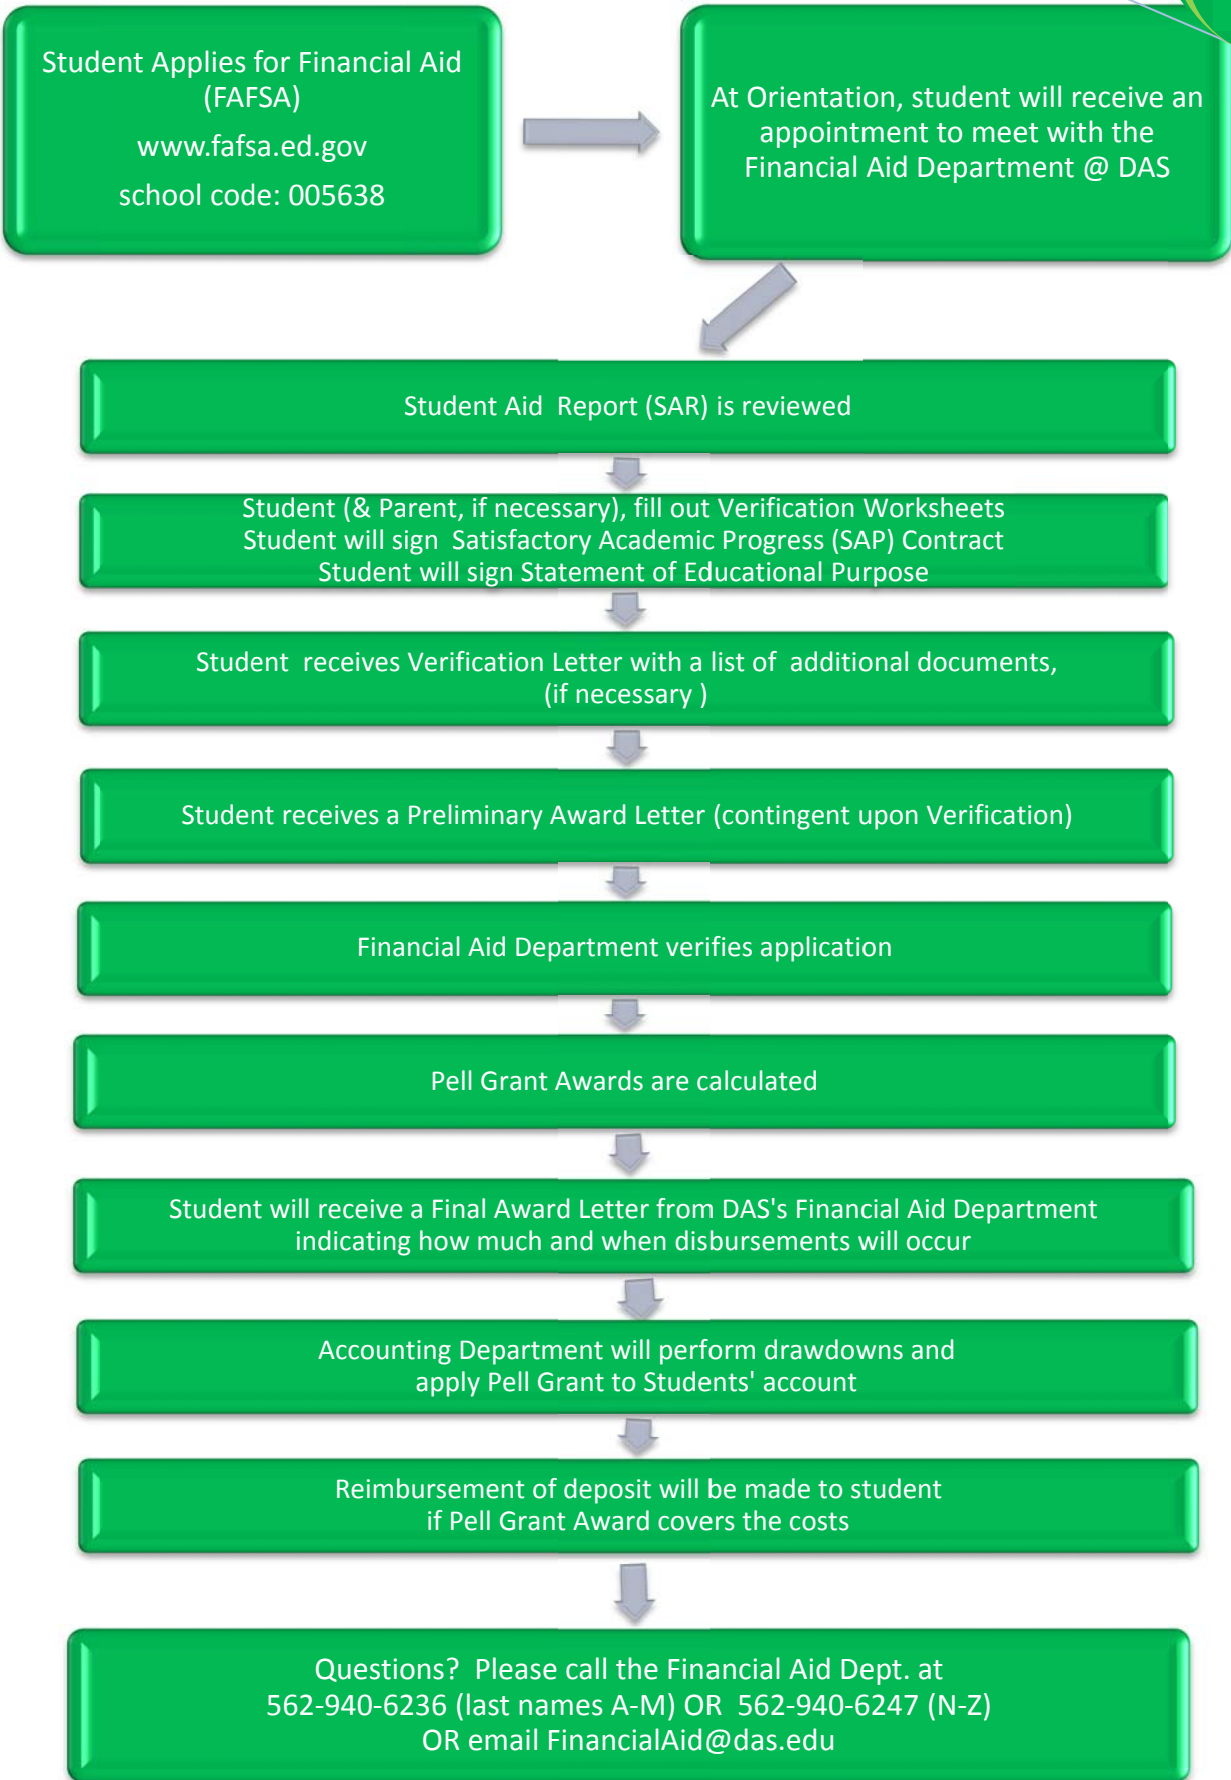 Student Applies for Financial Aid
(FAFSA)
www.fafsa.ed.gov
school code: 005638
At Orientation, student will receive an
appointment to meet with the
Financial Aid Department @ DAS
Student Aid Report (SAR) is reviewed
Student (& Parent, if necessary), fill out Verification Worksheets
Student will sign Satisfactory Academic Progress (SAP) Contract
Student will sign Statement of Educational Purpose
Student receives Verification Letter with a list of additional documents,
(if necessary )
Student receives a Preliminary Award Letter (contingent upon Verification)
Financial Aid Department verifies application
Pell Grant Awards are calculated
Student will receive a Final Award Letter from DAS's Financial Aid Department
indicating how much and when disbursements will occur
Accounting Department will perform drawdowns and
apply Pell Grant to Students' account
Reimbursement of deposit will be made to student
if Pell Grant Award covers the costs
Questions? Please call the Financial Aid Dept. at
562-940-6236 (last names A-M) OR 562-940-6247 (N-Z)
OR email FinancialAid@das.edu